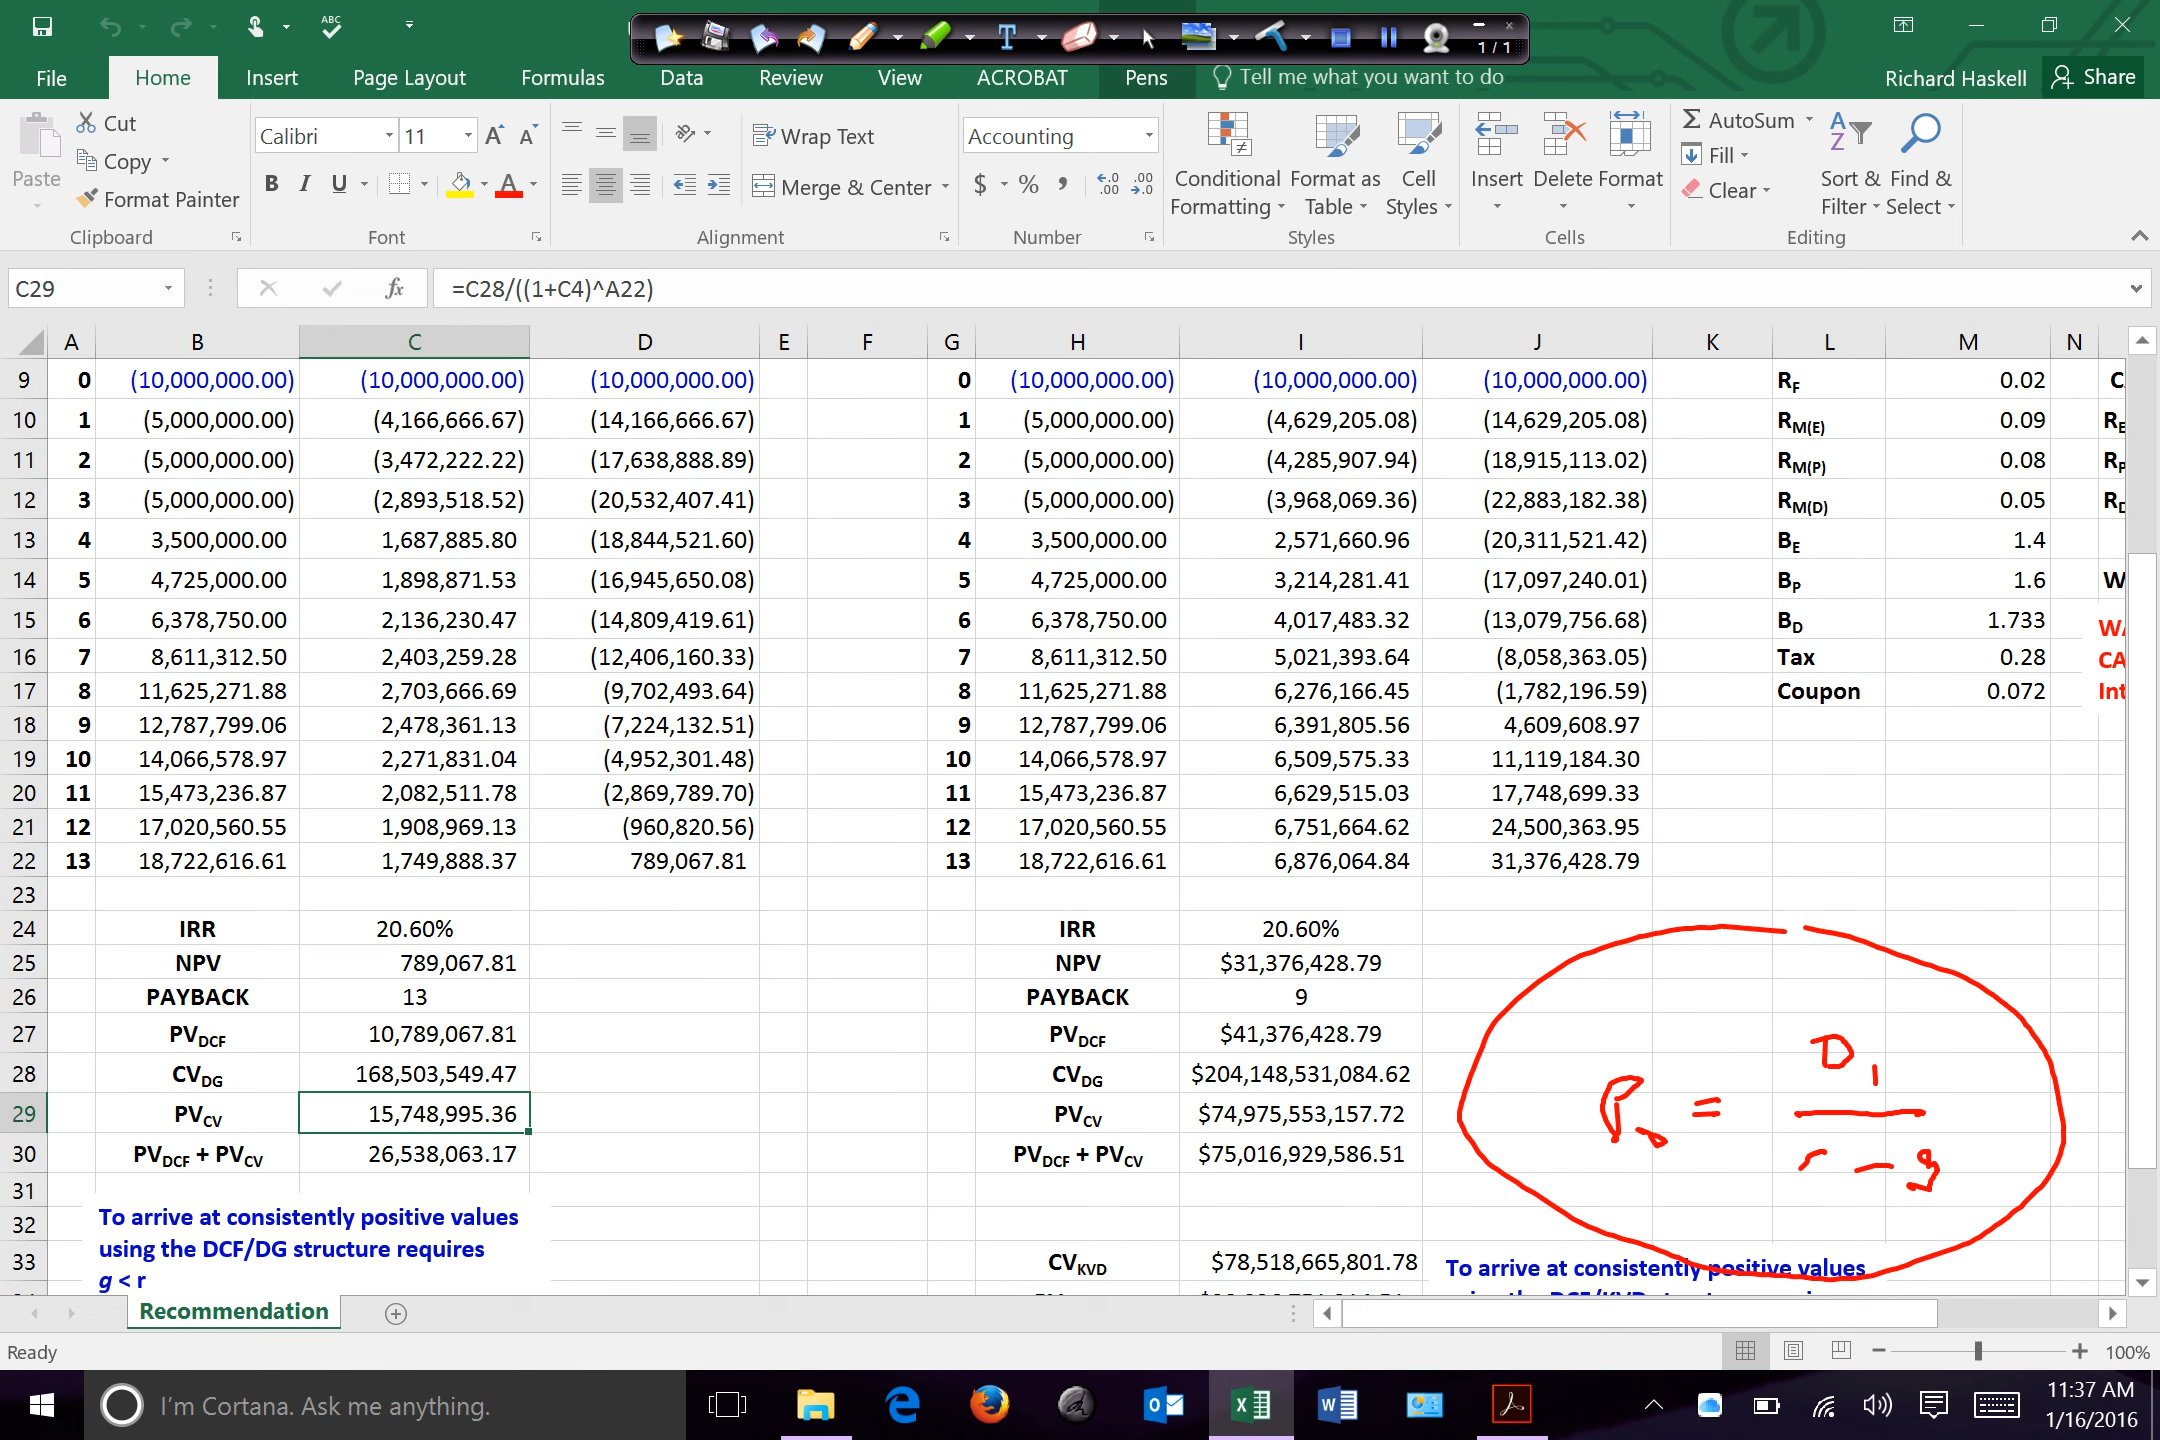 ABC
1 / 1
File Home Insert Page Layout Formulas Data Review View ACROBAT Pens Tell me what you want to do Richard Haskell Share
Paste Cut Copy Format Painter Clipboard
Calibri 11 A A B I U A Font
Wrap Text Merge & Center Alignment
Accounting $ % , .0 .00 .00 .0 Number
Conditional Formatting Format as Table Cell Styles Styles
Insert Delete Format Cells
AutoSum Fill Clear Sort & Filter Find & Select Editing
C29 fx =C28/((1+C4)^A22)
A B C D E F G H I J K L M N
9 0 (10,000,000.00) (10,000,000.00) (10,000,000.00) 0 (10,000,000.00) (10,000,000.00) (10,000,000.00) RF 0.02 C
10 1 (5,000,000.00) (4,166,666.67) (14,166,666.67) 1 (5,000,000.00) (4,629,205.08) (14,629,205.08) RM(E) 0.09 RE
11 2 (5,000,000.00) (3,472,222.22) (17,638,888.89) 2 (5,000,000.00) (4,285,907.94) (18,915,113.02) RM(P) 0.08 RP
12 3 (5,000,000.00) (2,893,518.52) (20,532,407.41) 3 (5,000,000.00) (3,968,069.36) (22,883,182.38) RM(D) 0.05 RD
13 4 3,500,000.00 1,687,885.80 (18,844,521.60) 4 3,500,000.00 2,571,660.96 (20,311,521.42) BE 1.4
14 5 4,725,000.00 1,898,871.53 (16,945,650.08) 5 4,725,000.00 3,214,281.41 (17,097,240.01) BP 1.6 W
15 6 6,378,750.00 2,136,230.47 (14,809,419.61) 6 6,378,750.00 4,017,483.32 (13,079,756.68) BD 1.733 WA
16 7 8,611,312.50 2,403,259.28 (12,406,160.33) 7 8,611,312.50 5,021,393.64 (8,058,363.05) Tax 0.28 CA
17 8 11,625,271.88 2,703,666.69 (9,702,493.64) 8 11,625,271.88 6,276,166.45 (1,782,196.59) Coupon 0.072 Int
18 9 12,787,799.06 2,478,361.13 (7,224,132.51) 9 12,787,799.06 6,391,805.56 4,609,608.97
19 10 14,066,578.97 2,271,831.04 (4,952,301.48) 10 14,066,578.97 6,509,575.33 11,119,184.30
20 11 15,473,236.87 2,082,511.78 (2,869,789.70) 11 15,473,236.87 6,629,515.03 17,748,699.33
21 12 17,020,560.55 1,908,969.13 (960,820.56) 12 17,020,560.55 6,751,664.62 24,500,363.95
22 13 18,722,616.61 1,749,888.37 789,067.81 13 18,722,616.61 6,876,064.84 31,376,428.79
23
24 IRR 20.60% IRR 20.60%
25 NPV 789,067.81 NPV $31,376,428.79
26 PAYBACK 13 PAYBACK 9
27 PVDCF 10,789,067.81 PVDCF $41,376,428.79
28 CVDG 168,503,549.47 CVDG $204,148,531,084.62
29 PVCV 15,748,995.36 PVCV $74,975,553,157.72
30 PVDCF + PVCV 26,538,063.17 PVDCF + PVCV $75,016,929,586.51
P0 = D1
r - g
31
32
33 CVKVD $78,518,665,801.78
To arrive at consistently positive values
using the DCF/DG structure requires
g < r
To arrive at consistently positive values
Recommendation
Ready 100%
I'm Cortana. Ask me anything.
11:37 AM
1/16/2016